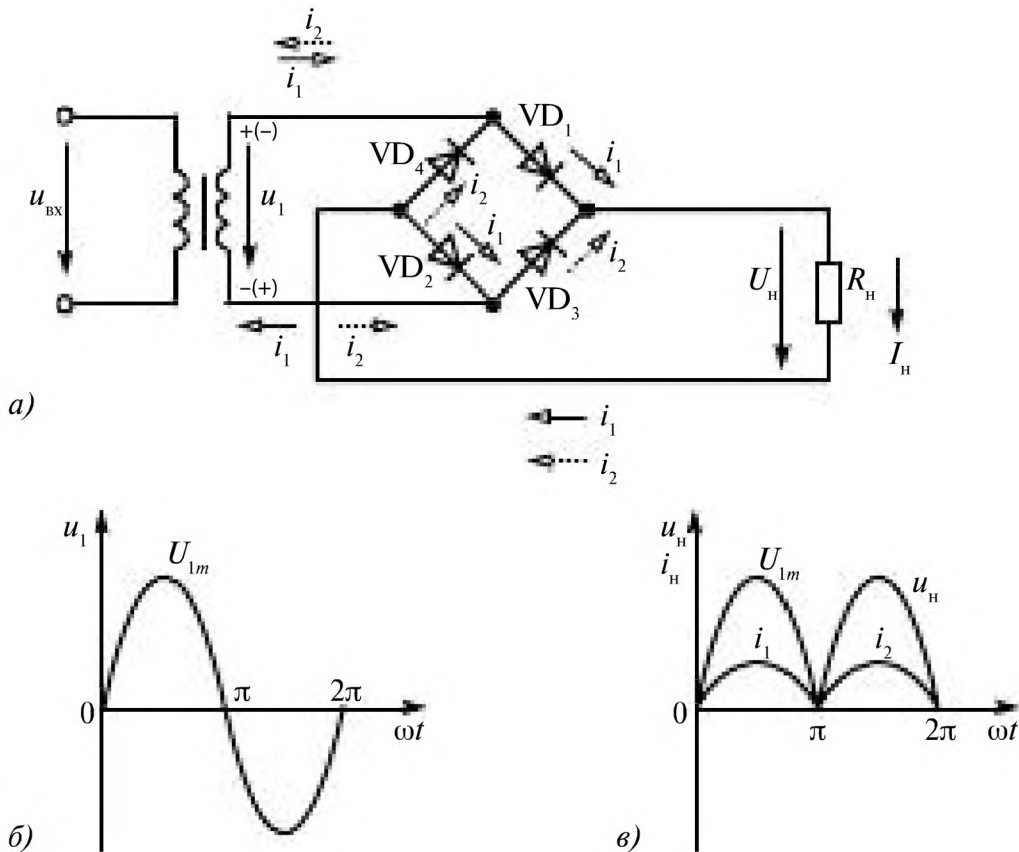 i₂
i₁
VD₁
+(–)
VD₄
i₁
i₂
uвх
u₁
i₁
i₂
VD₂
–(+)
VD₃
Uн
Rн
i₁
i₂
Iн
а)
i₁
i₂
u₁
U₁ₘ
π
2π
0
ωt
б)
uн
iн
U₁ₘ
uн
i₁
i₂
0
π
2π
ωt
в)